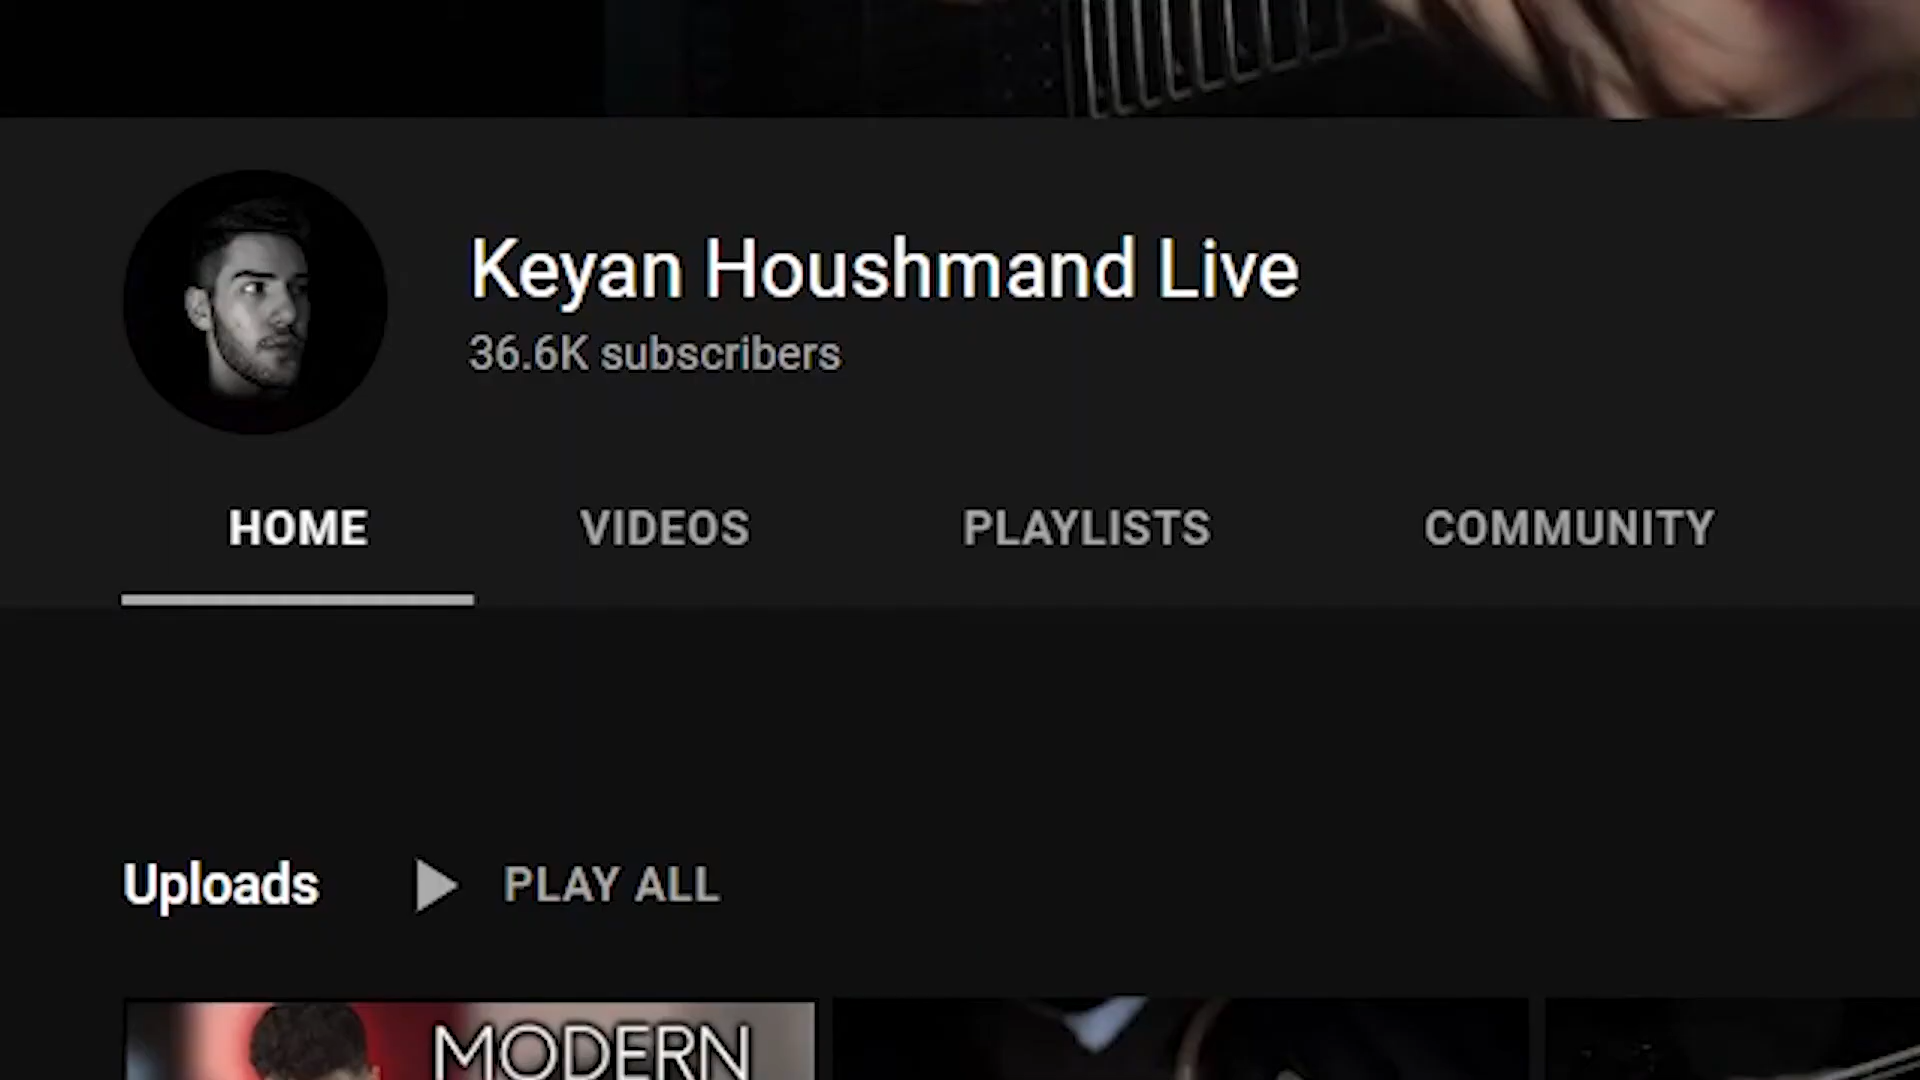 Keyan Houshmand Live
36.6K subscribers
HOME VIDEOS PLAYLISTS COMMUNITY
Uploads PLAY ALL
MODERN